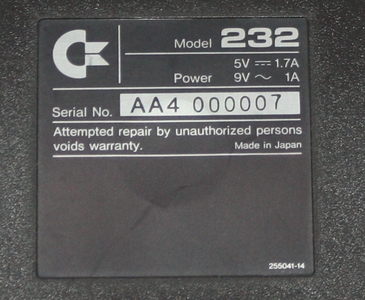 Model 232
5V ⎓ 1.7A
Power 9V ~ 1A
Serial No. AA4 000007
Attempted repair by unauthorized persons
voids warranty. Made in Japan
255041-14